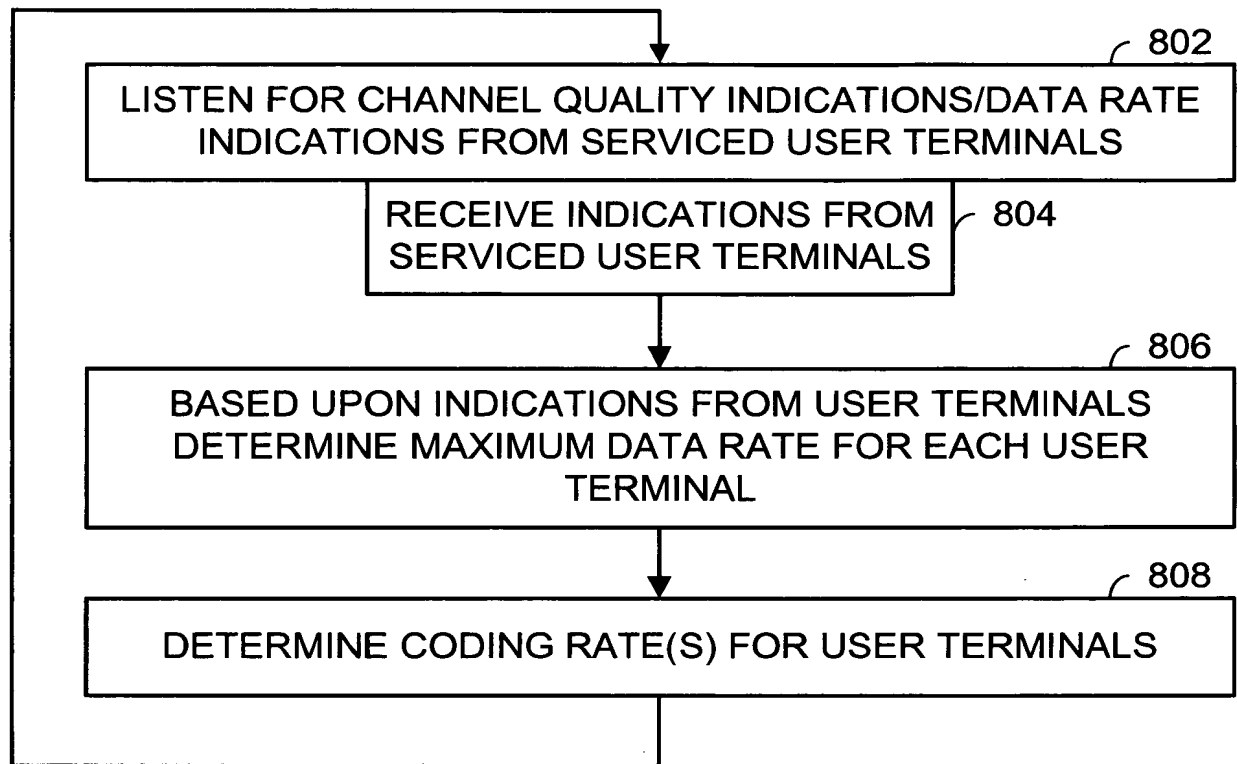 802
LISTEN FOR CHANNEL QUALITY INDICATIONS/DATA RATE
INDICATIONS FROM SERVICED USER TERMINALS
RECEIVE INDICATIONS FROM
SERVICED USER TERMINALS
804
806
BASED UPON INDICATIONS FROM USER TERMINALS
DETERMINE MAXIMUM DATA RATE FOR EACH USER
TERMINAL
808
DETERMINE CODING RATE(S) FOR USER TERMINALS